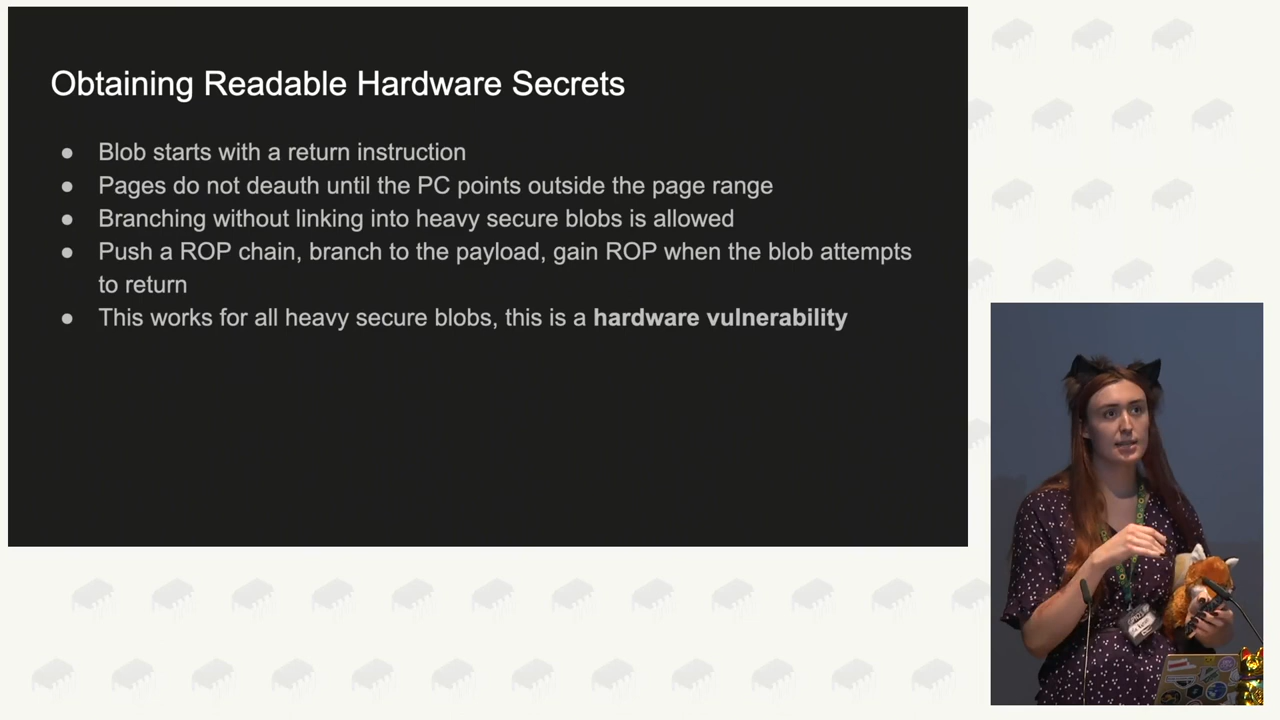 Obtaining Readable Hardware Secrets
● Blob starts with a return instruction
● Pages do not deauth until the PC points outside the page range
● Branching without linking into heavy secure blobs is allowed
● Push a ROP chain, branch to the payload, gain ROP when the blob attempts
to return
● This works for all heavy secure blobs, this is a hardware vulnerability